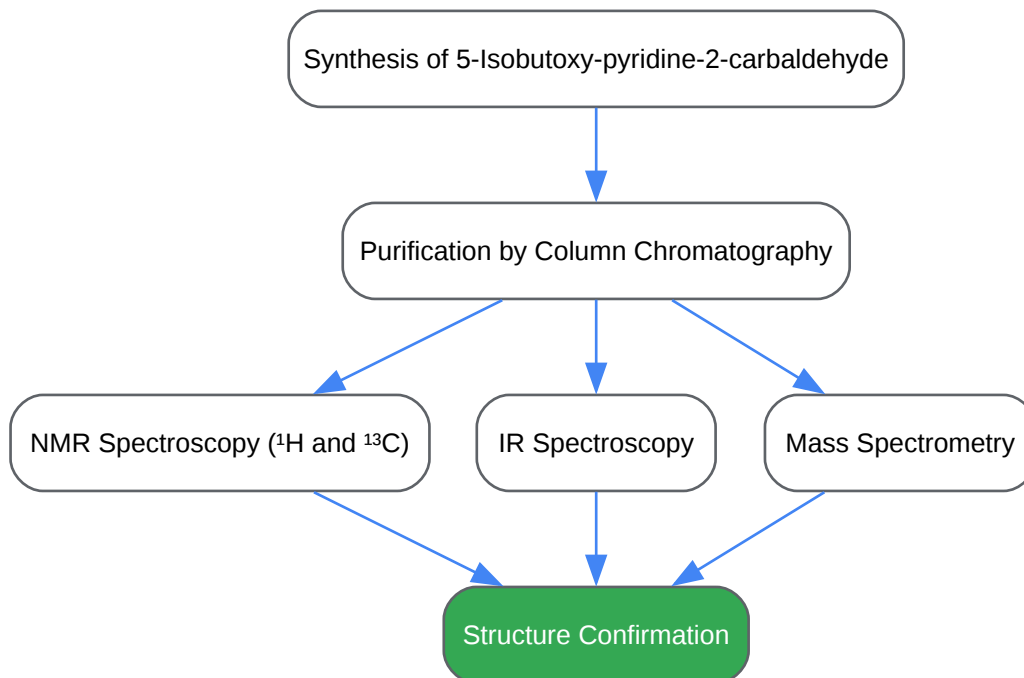 Synthesis of 5-Isobutoxy-pyridine-2-carbaldehyde
Purification by Column Chromatography
NMR Spectroscopy (¹H and ¹³C)
IR Spectroscopy
Mass Spectrometry
Structure Confirmation